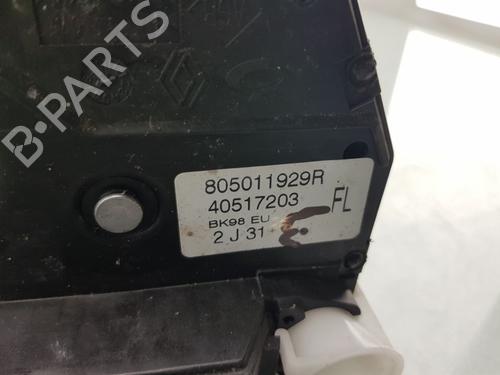 B-PARTS
805011929R
40517203
FL
BK98 EU
2 J 31